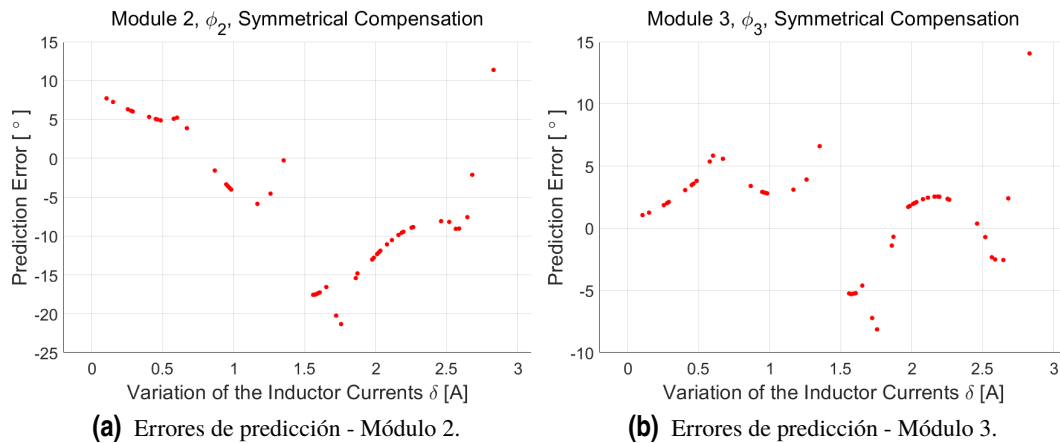 Module 2, ϕ₂, Symmetrical Compensation
15
10
5
0
-5
-10
-15
-20
-25
Prediction Error [ ° ]
0 0.5 1 1.5 2 2.5 3
Variation of the Inductor Currents δ [A]
(a) Errores de predicción - Módulo 2.
Module 3, ϕ₃, Symmetrical Compensation
15
10
5
0
-5
-10
Prediction Error [ ° ]
0 0.5 1 1.5 2 2.5 3
Variation of the Inductor Currents δ [A]
(b) Errores de predicción - Módulo 3.